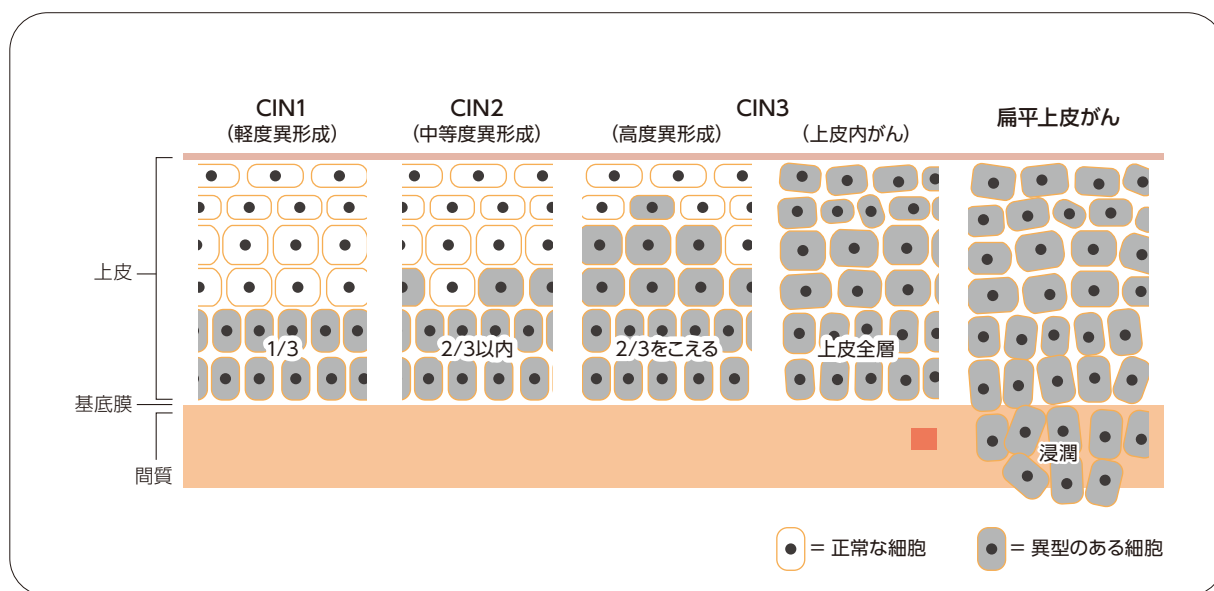 CIN1
(軽度異形成)
CIN2
(中等度異形成)
CIN3
(高度異形成)
(上皮内がん)
扁平上皮がん
上皮
基底膜
間質
1/3
2/3以内
2/3をこえる
上皮全層
浸潤
= 正常な細胞
= 異型のある細胞